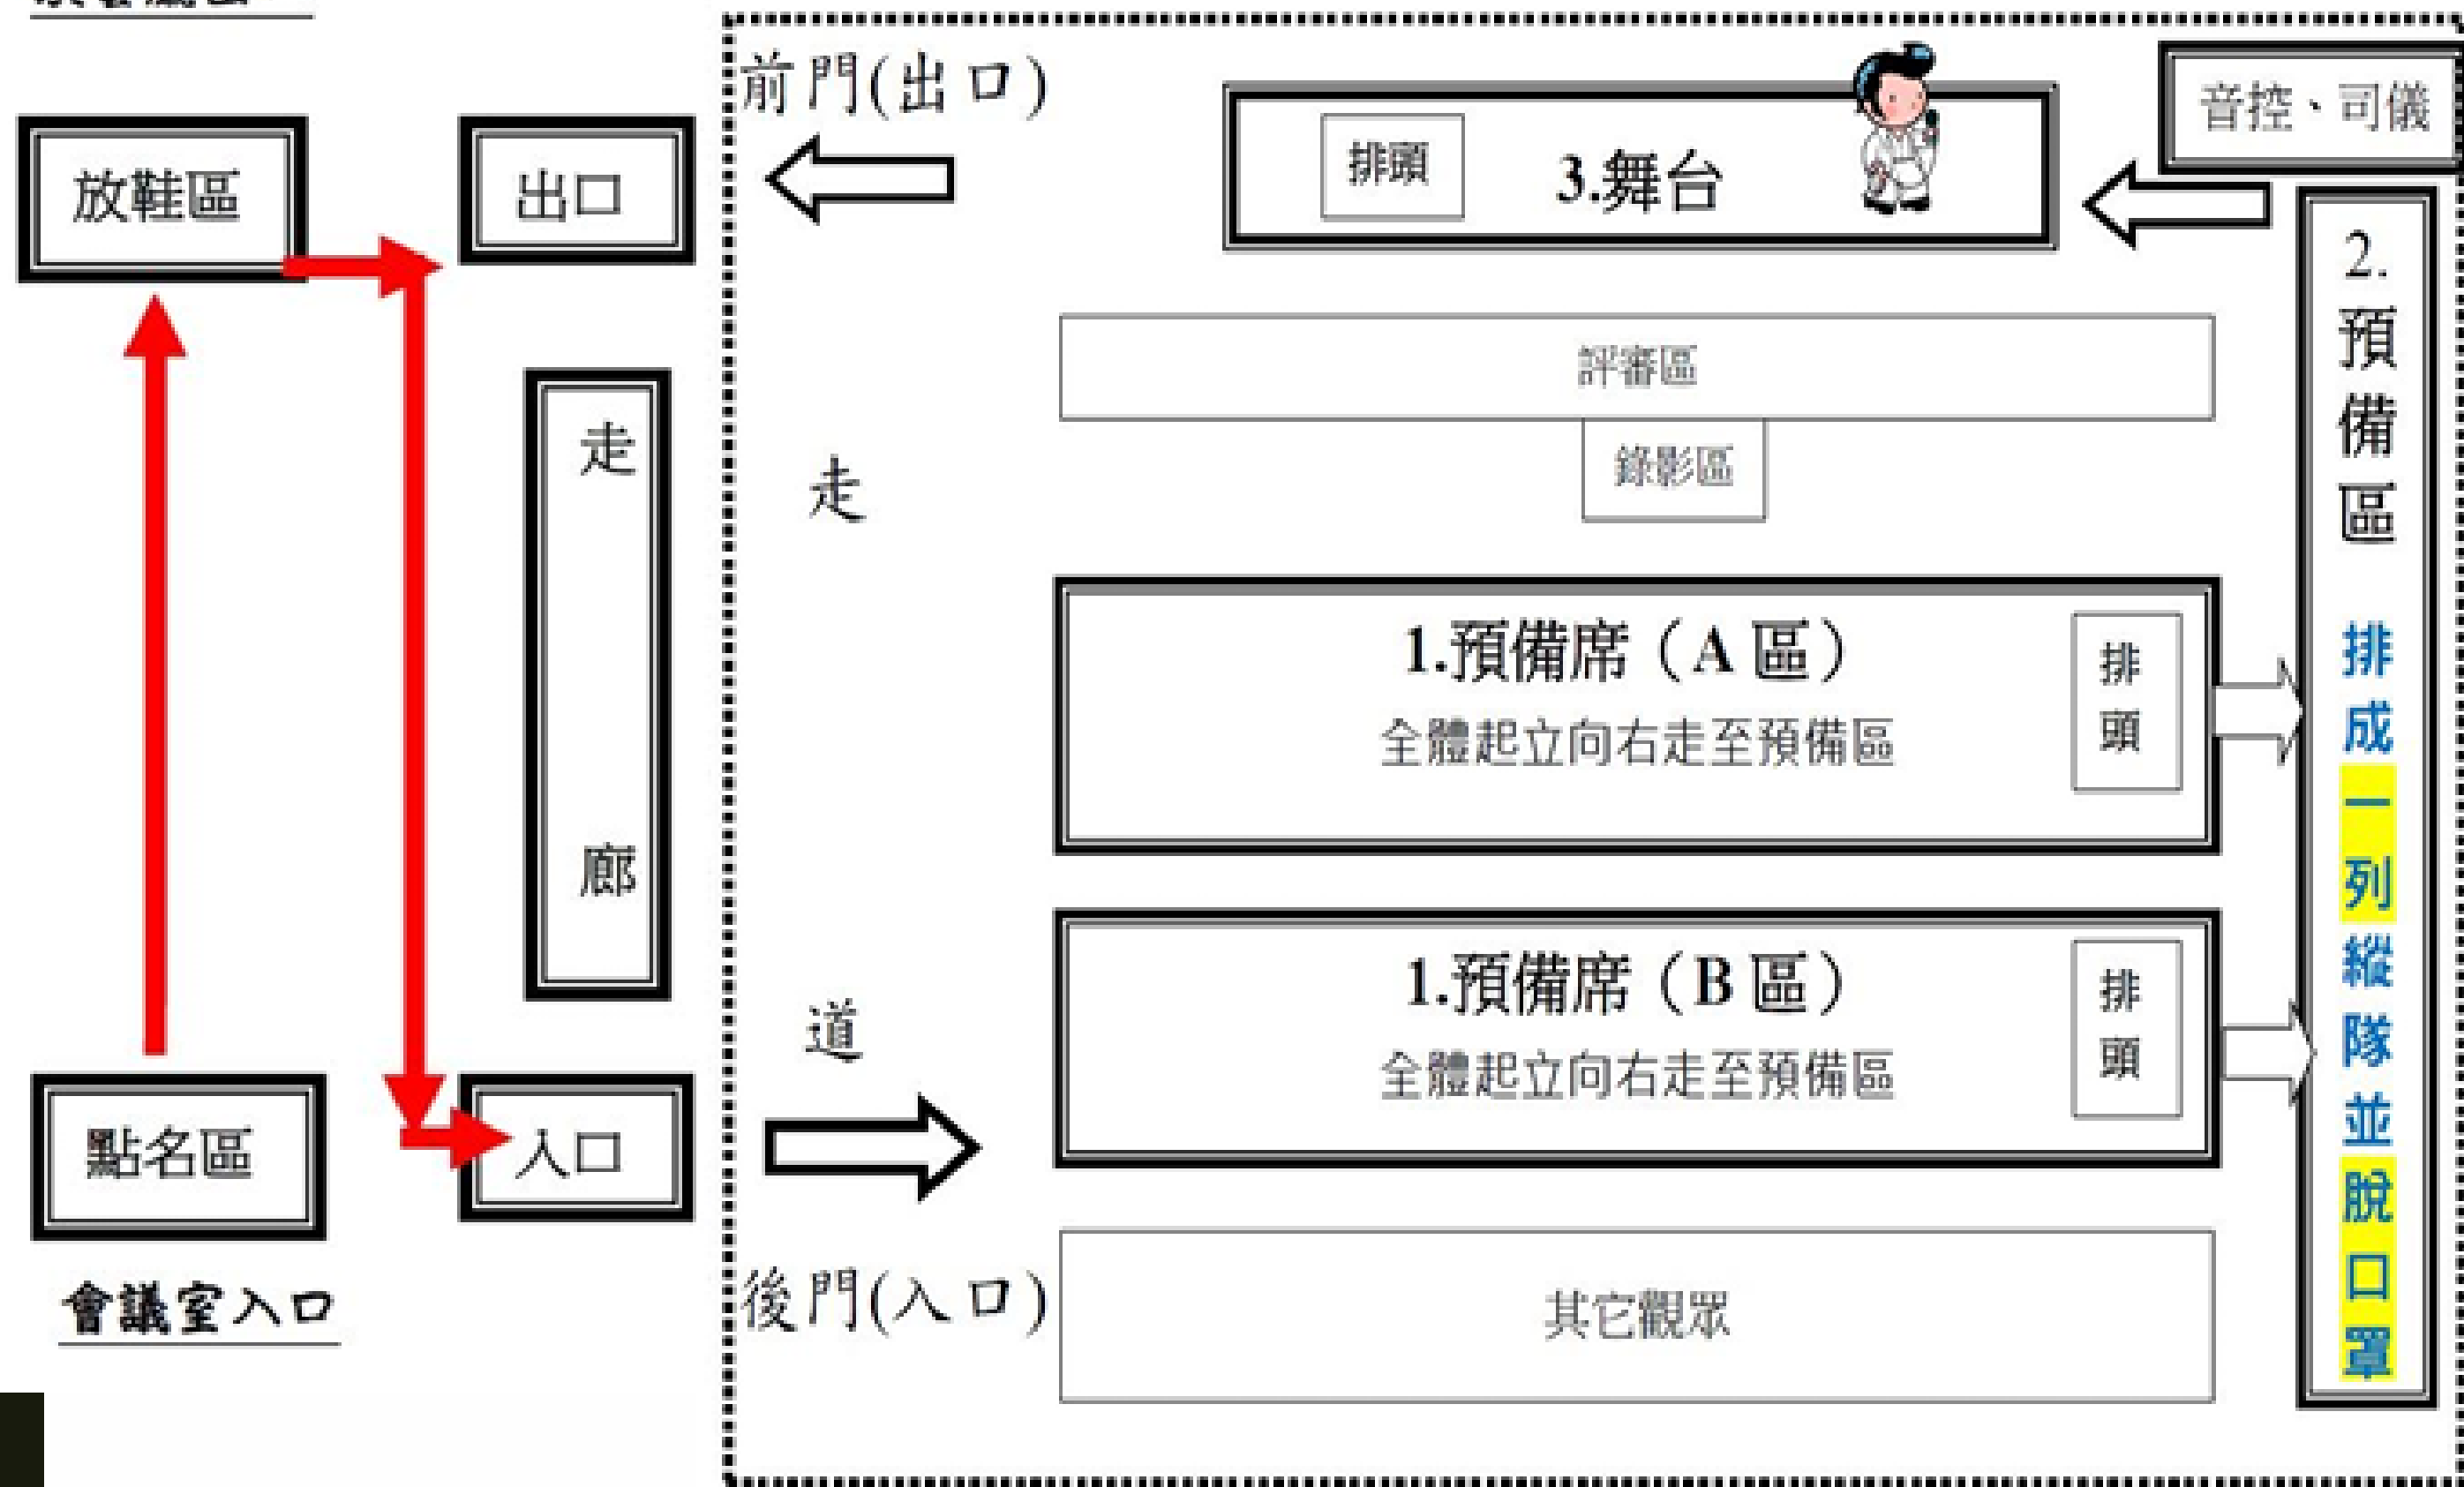 放鞋區
出口
走
廊
點名區
入口
會議室入口
前門(出口)
排頭
3.舞台
音控、司儀
評審區
錄影區
走
道
1.預備席（A 區）
全體起立向右走至預備區
排
頭
1.預備席（B 區）
全體起立向右走至預備區
排
頭
後門(入口)
其它觀眾
2.
預
備
區
排
成
一
列
縱
隊
並
脫
口
罩